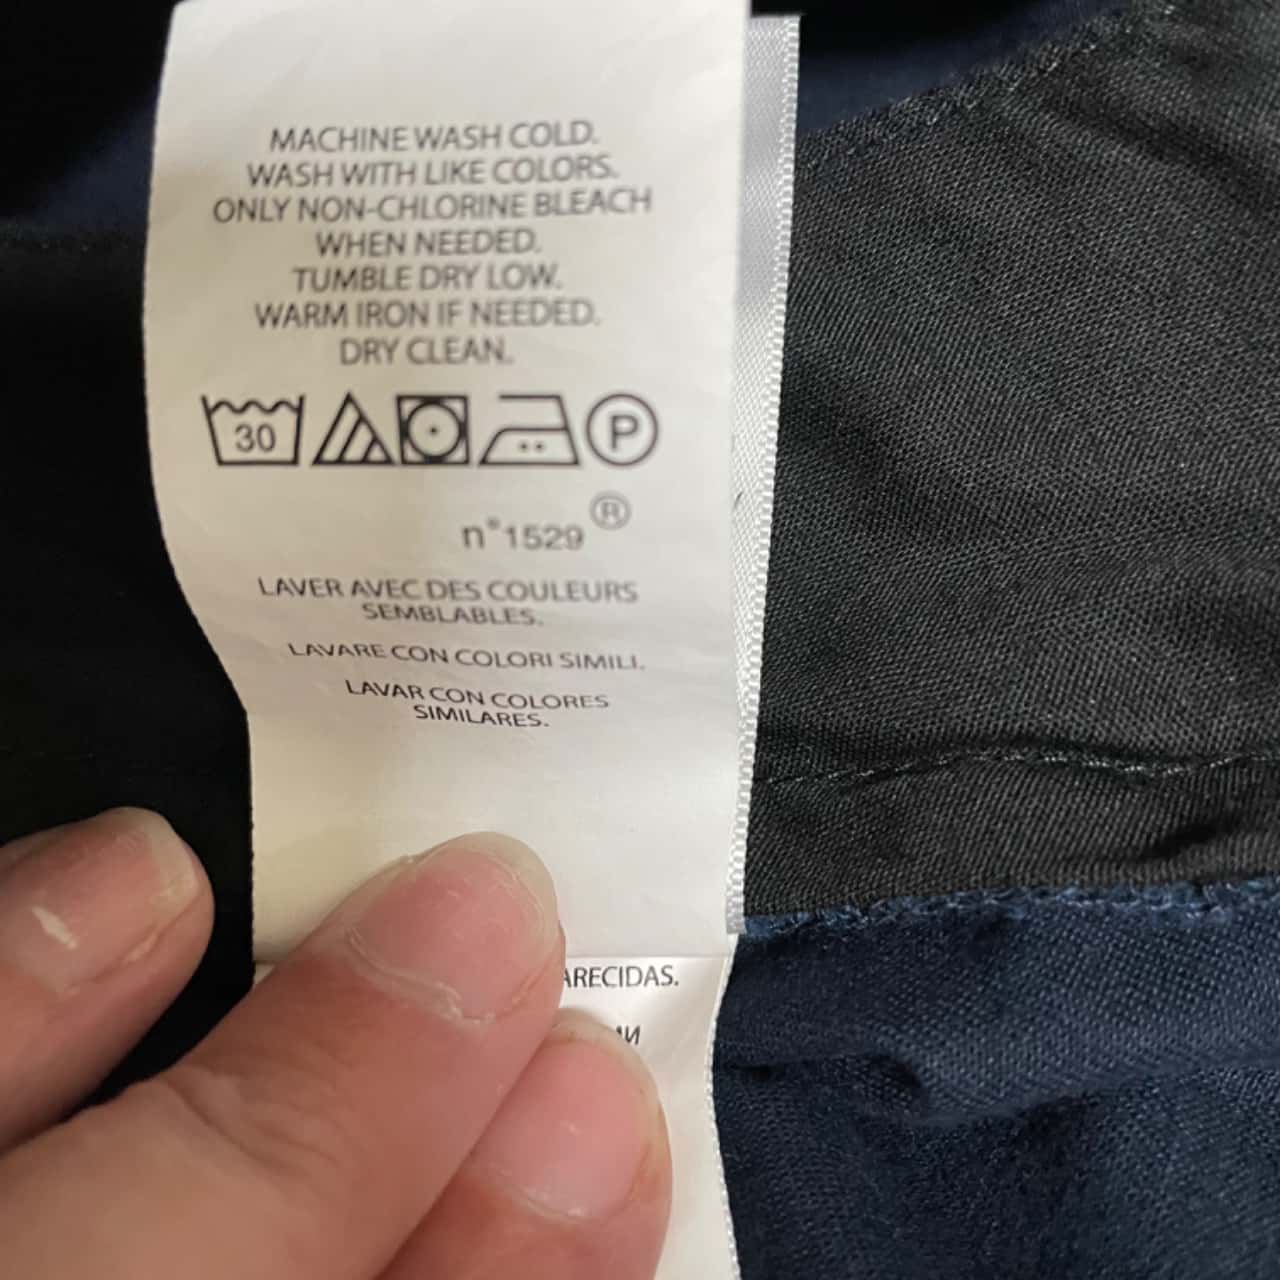 MACHINE WASH COLD.
WASH WITH LIKE COLORS.
ONLY NON-CHLORINE BLEACH
WHEN NEEDED.
TUMBLE DRY LOW.
WARM IRON IF NEEDED.
DRY CLEAN.
30 P
n°1529 ®
LAVER AVEC DES COULEURS
SEMBLABLES.
LAVARE CON COLORI SIMILI.
LAVAR CON COLORES
SIMILARES.